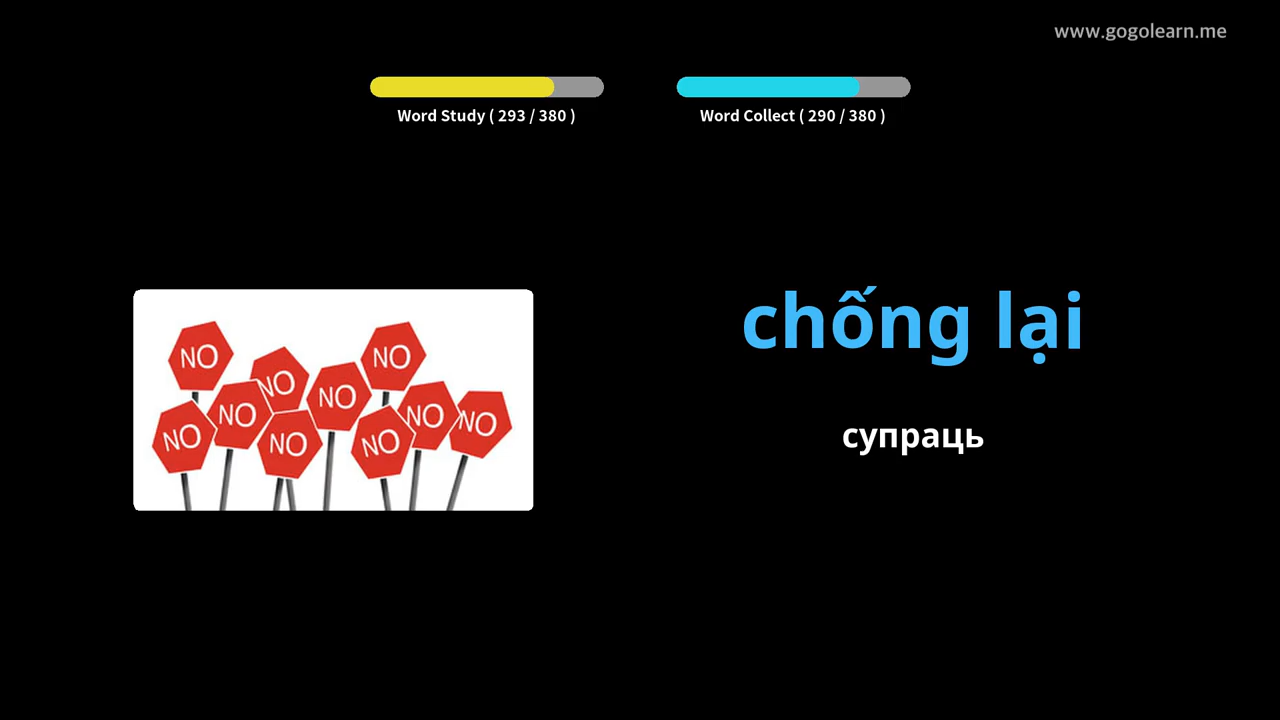 www.gogolearn.me
Word Study ( 293 / 380 )
Word Collect ( 290 / 380 )
chống lại
супраць
NO
NO
NO
NO
NO
NO
NO
NO
NO
NO